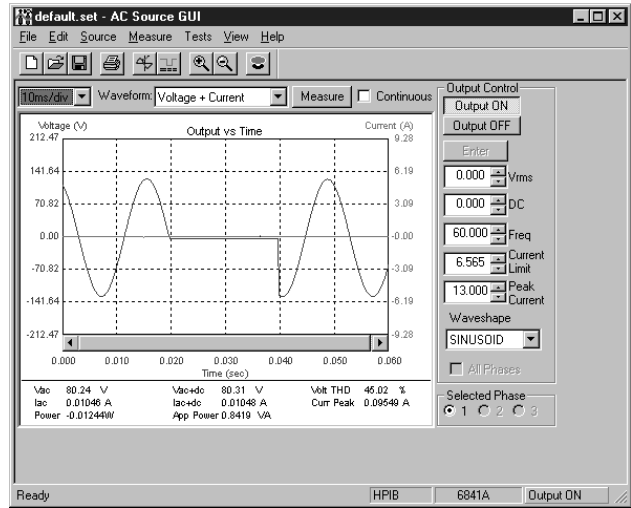 default.set - AC Source GUI
File Edit Source Measure Tests View Help
10ms/div Waveform: Voltage + Current Measure Continuous
Output Control
Output ON
Output OFF
Enter
0.000 Vrms
0.000 DC
60.000 Freq
6.565 Current Limit
13.000 Peak Current
Waveshape
SINUSOID
All Phases
Selected Phase
1 2 3
Voltage (V) Output vs Time Current (A)
212.47 9.28
141.64 6.19
70.82 3.09
0.00 -0.00
-70.82 -3.09
-141.64 -6.19
-212.47 -9.28
0.000 0.010 0.020 0.030 0.040 0.050 0.060
Time (sec)
Vac 80.24 V Vac+dc 80.31 V Volt THD 45.02 %
Iac 0.01046 A Iac+dc 0.01048 A Curr Peak 0.09549 A
Power -0.01244W App Power 0.8419 VA
Ready HPIB 6841A Output ON